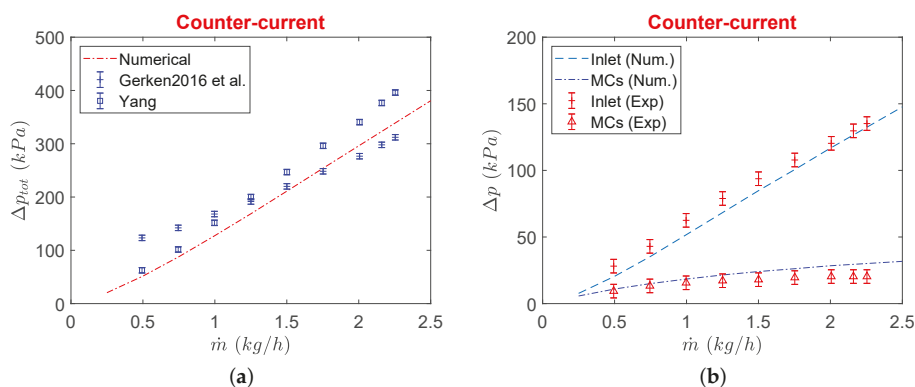 Counter-current
500
400
300
200
100
0
Δp_tot (kPa)
Numerical
Gerken2016 et al.
Yang
0 0.5 1 1.5 2 2.5
ṁ (kg/h)
(a)
Counter-current
200
150
100
50
0
Δp (kPa)
Inlet (Num.)
MCs (Num.)
Inlet (Exp)
MCs (Exp)
0 0.5 1 1.5 2 2.5
ṁ (kg/h)
(b)